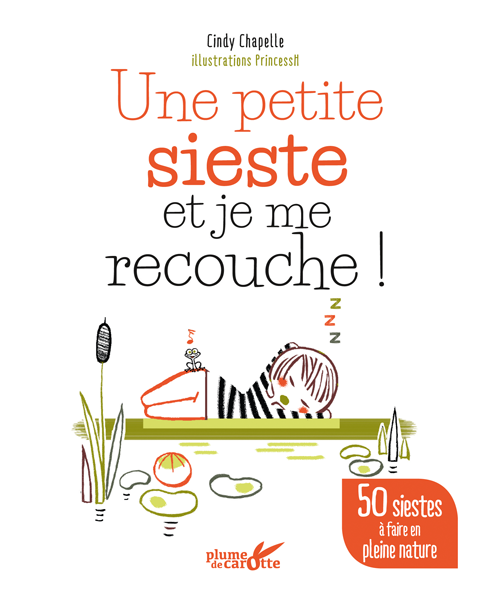 Cindy Chapelle
illustrations PrincessH
Une petite
sieste
et je me
recouche !
Z
Z
Z
50 siestes
à faire en
pleine nature
plume
de carotte